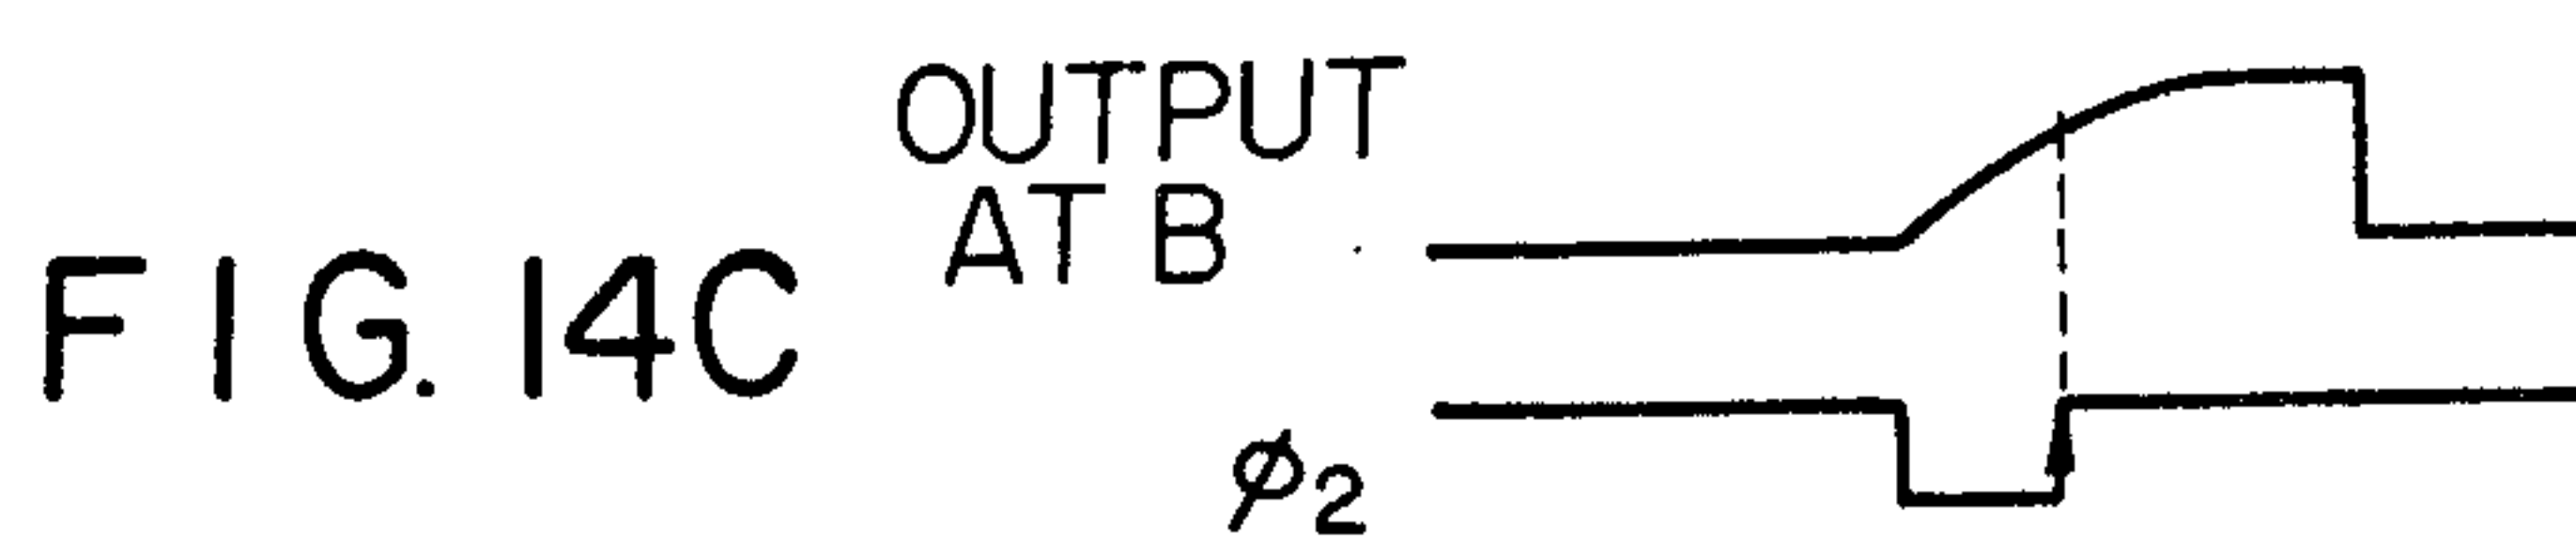 OUTPUT
AT B
FIG. 14C
φ2